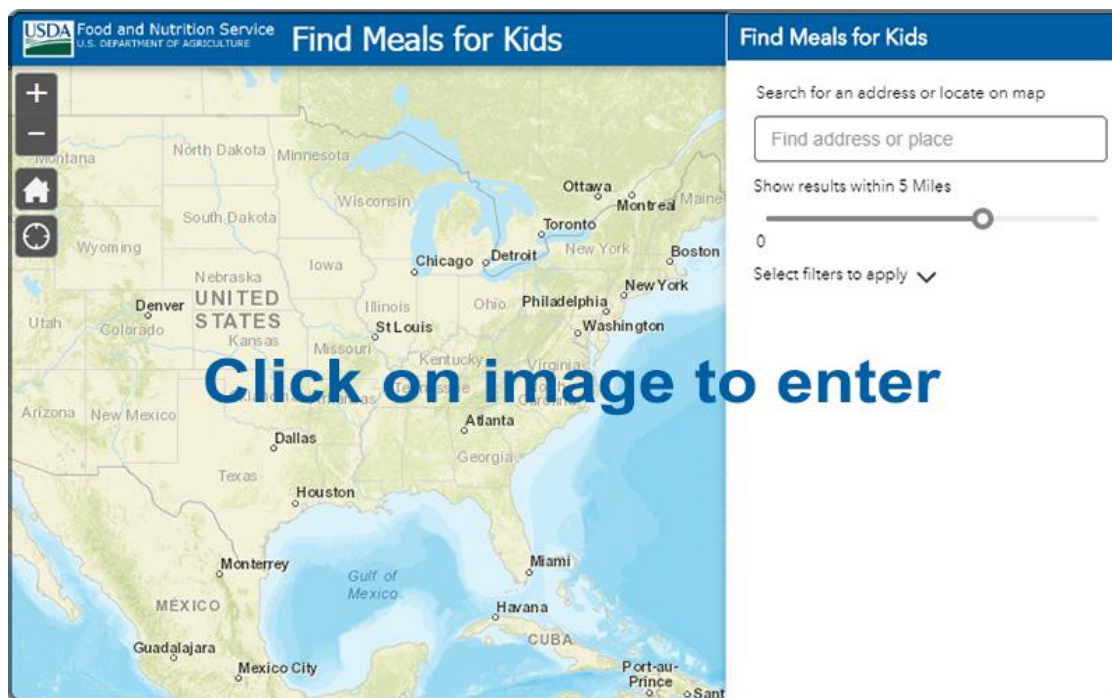 USDA Food and Nutrition Service
U.S. DEPARTMENT OF AGRICULTURE
Find Meals for Kids
Find Meals for Kids
Search for an address or locate on map
Find address or place
Show results within 5 Miles
0
Select filters to apply
+
−
Montana
North Dakota
Minnesota
Ottawa
Montreal
Maine
Wisconsin
South Dakota
Toronto
Wyoming
Chicago
Detroit
New York
Boston
Iowa
Nebraska
New York
Denver
UNITED
STATES
Illinois
Ohio
Philadelphia
Utah
Colorado
St Louis
Washington
Kansas
Missouri
Kentucky
Virginia
Click on image to enter
Arizona
New Mexico
Carolina
Atlanta
Dallas
Georgia
Texas
Houston
Monterrey
Gulf of
Mexico
Miami
MÉXICO
Havana
CUBA
Guadalajara
Mexico City
Port-au-
Prince
Sant